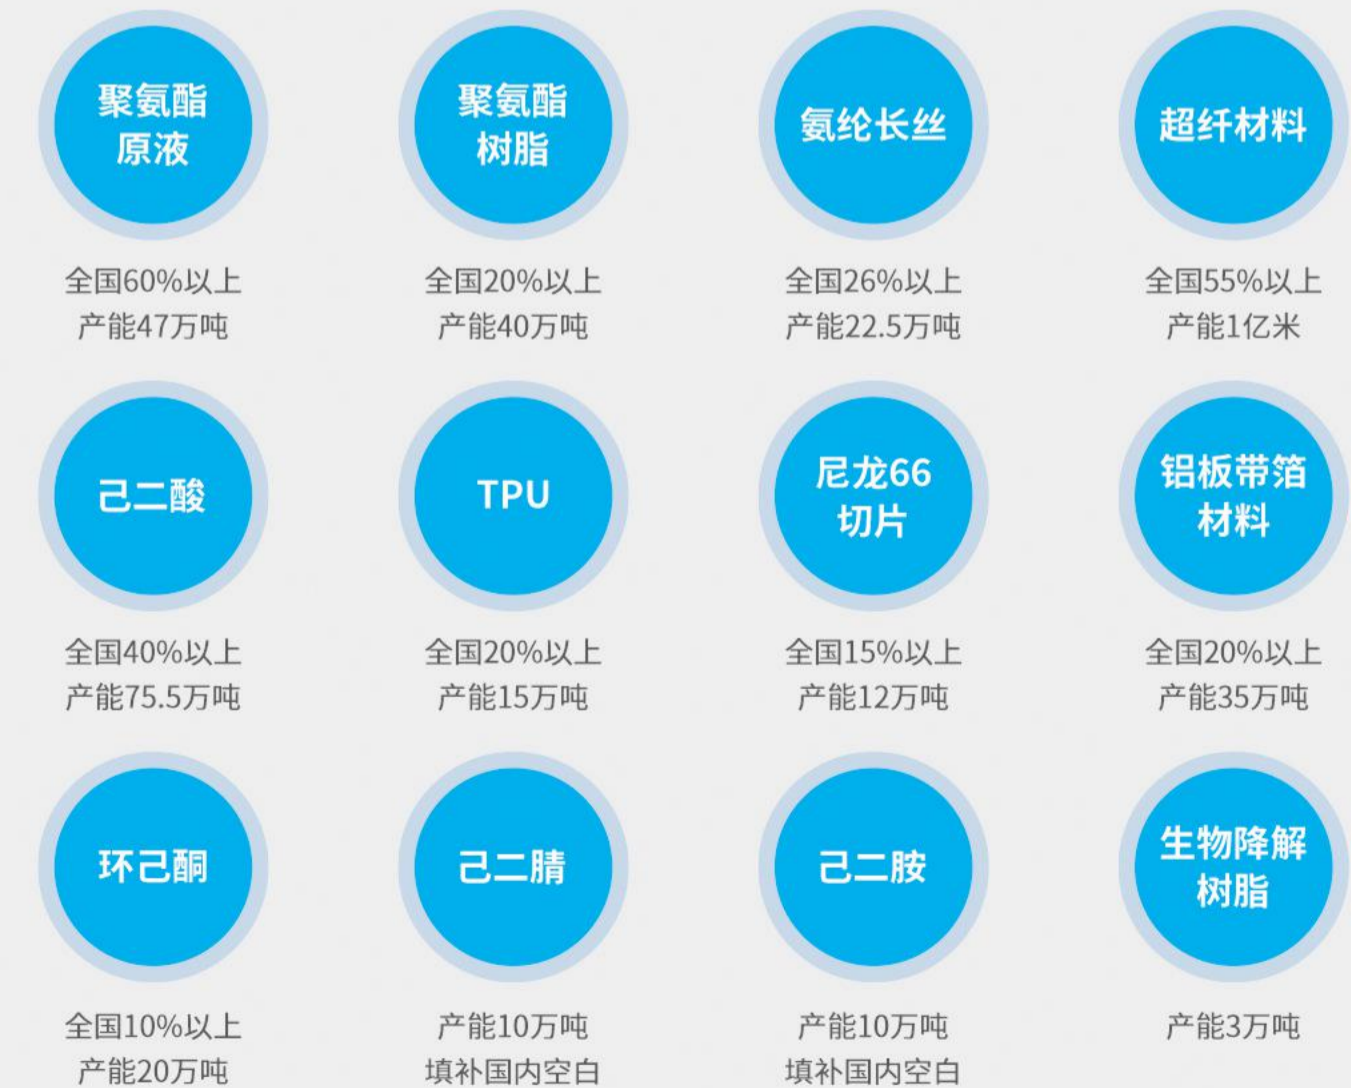 聚氨酯
原液
全国60%以上
产能47万吨
聚氨酯
树脂
全国20%以上
产能40万吨
氨纶长丝
全国26%以上
产能22.5万吨
超纤材料
全国55%以上
产能1亿米
己二酸
全国40%以上
产能75.5万吨
TPU
全国20%以上
产能15万吨
尼龙66
切片
全国15%以上
产能12万吨
铝板带箔
材料
全国20%以上
产能35万吨
环己酮
全国10%以上
产能20万吨
己二腈
产能10万吨
填补国内空白
己二胺
产能10万吨
填补国内空白
生物降解
树脂
产能3万吨